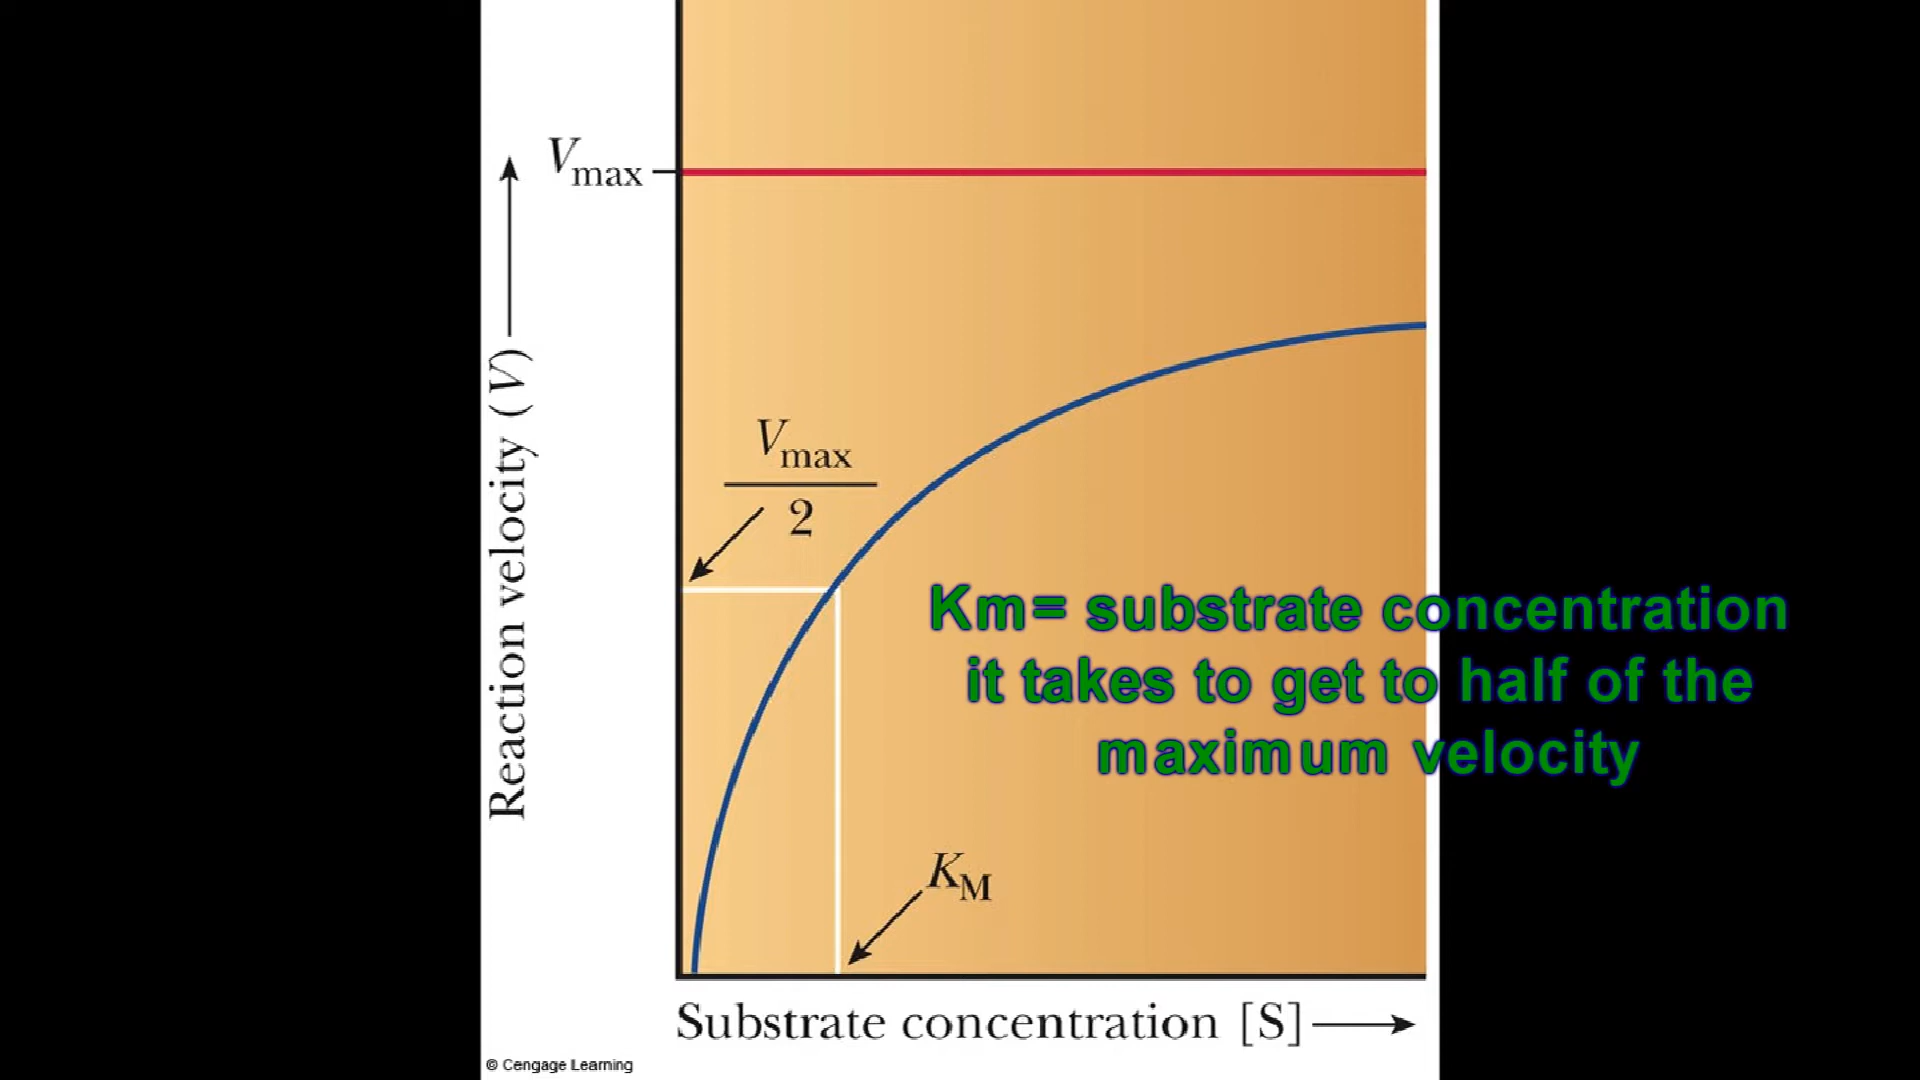 Vmax
Reaction velocity (V)
Vmax
2
Km= substrate concentration
it takes to get to half of the
maximum velocity
KM
Substrate concentration [S]
© Cengage Learning